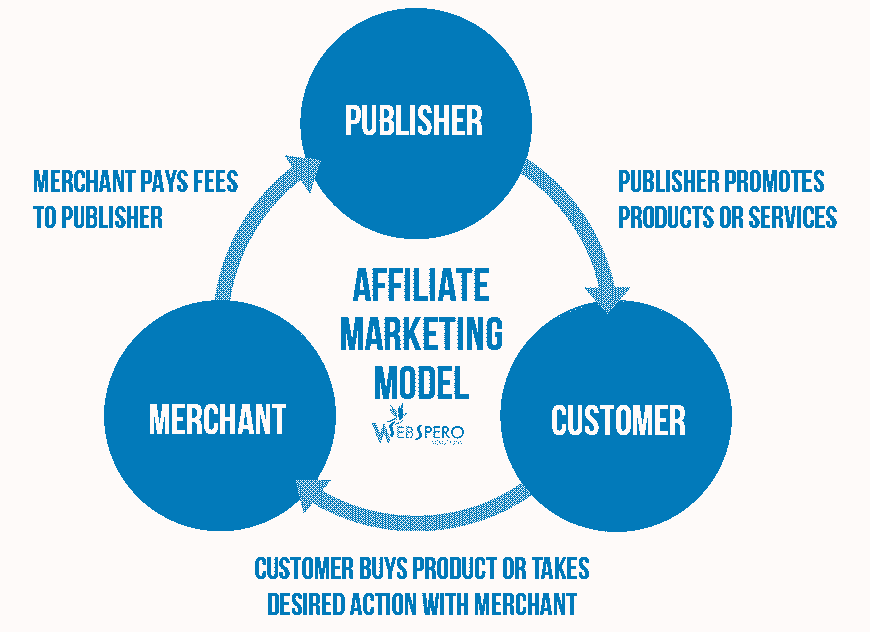 PUBLISHER
MERCHANT PAYS FEES
TO PUBLISHER
PUBLISHER PROMOTES
PRODUCTS OR SERVICES
AFFILIATE
MARKETING
MODEL
WEBSPERO
SOLUTIONS
MERCHANT
CUSTOMER
CUSTOMER BUYS PRODUCT OR TAKES
DESIRED ACTION WITH MERCHANT